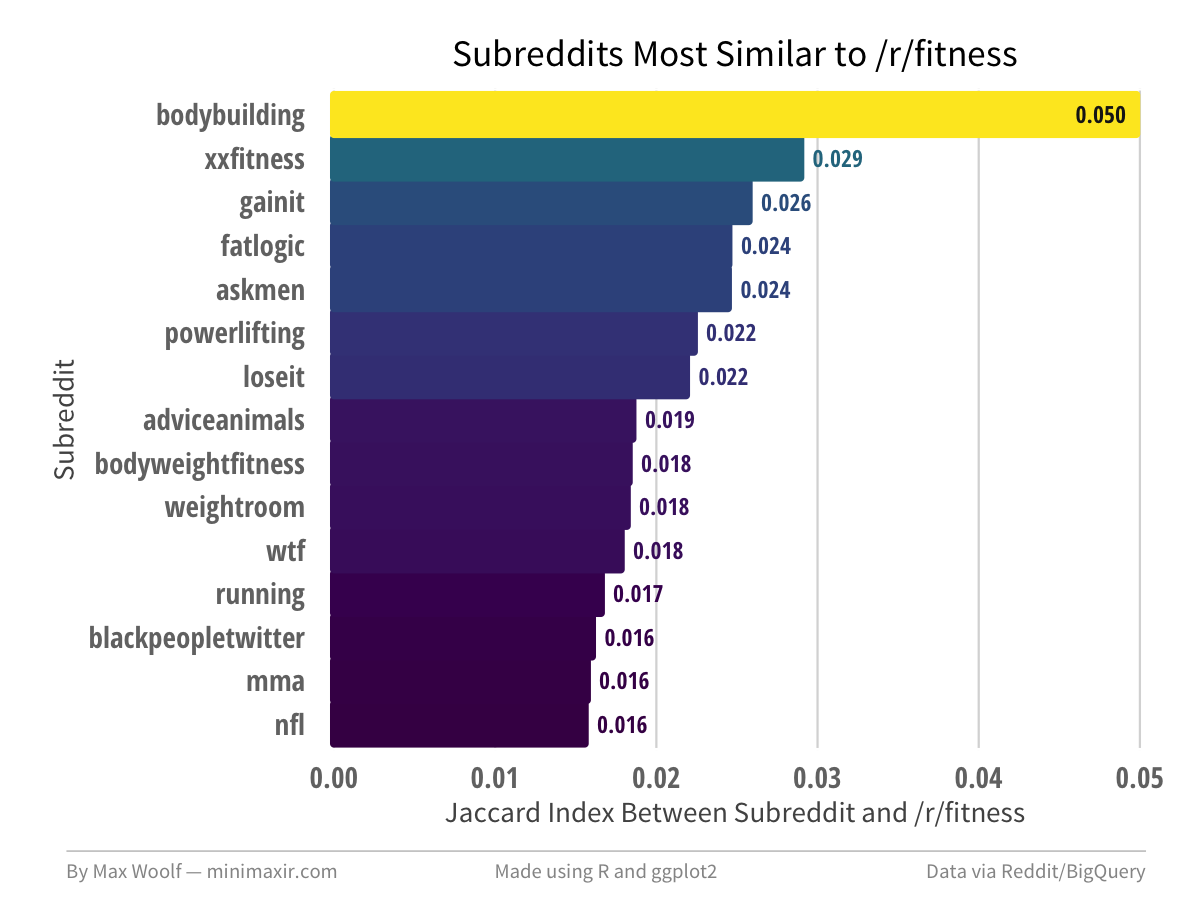 Subreddits Most Similar to /r/fitness
bodybuilding 0.050
xxfitness 0.029
gainit 0.026
fatlogic 0.024
askmen 0.024
powerlifting 0.022
loseit 0.022
adviceanimals 0.019
bodyweightfitness 0.018
weightroom 0.018
wtf 0.018
running 0.017
blackpeopletwitter 0.016
mma 0.016
nfl 0.016
Subreddit
0.00 0.01 0.02 0.03 0.04 0.05
Jaccard Index Between Subreddit and /r/fitness
By Max Woolf — minimaxir.com Made using R and ggplot2 Data via Reddit/BigQuery